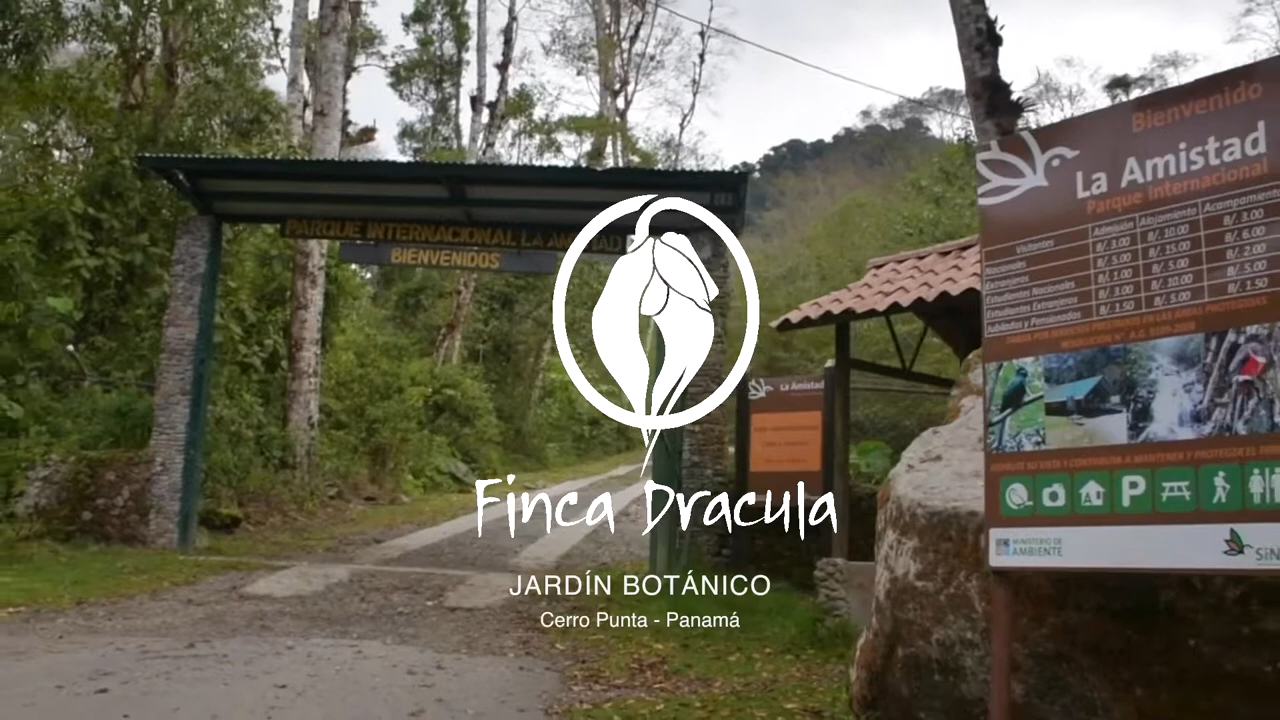 PARQUE INTERNACIONAL LA AMISTAD
BIENVENIDOS
Finca Dracula
JARDÍN BOTÁNICO
Cerro Punta - Panamá
La Amistad
Bienvenido
La Amistad
Parque Internacional
Visitantes Admisión Alojamiento Acampamiento
Nacionales B/. 3.00 B/. 10.00 B/. 3.00
Extranjeros B/. 5.00 B/. 15.00 B/. 6.00
Estudiantes Nacionales B/. 1.00 B/. 5.00 B/. 2.00
Estudiantes Extranjeros B/. 3.00 B/. 10.00 B/. 5.00
Jubilados y Pensionados B/. 1.50 B/. 5.00 B/. 1.50
P
MINISTERIO DE
AMBIENTE